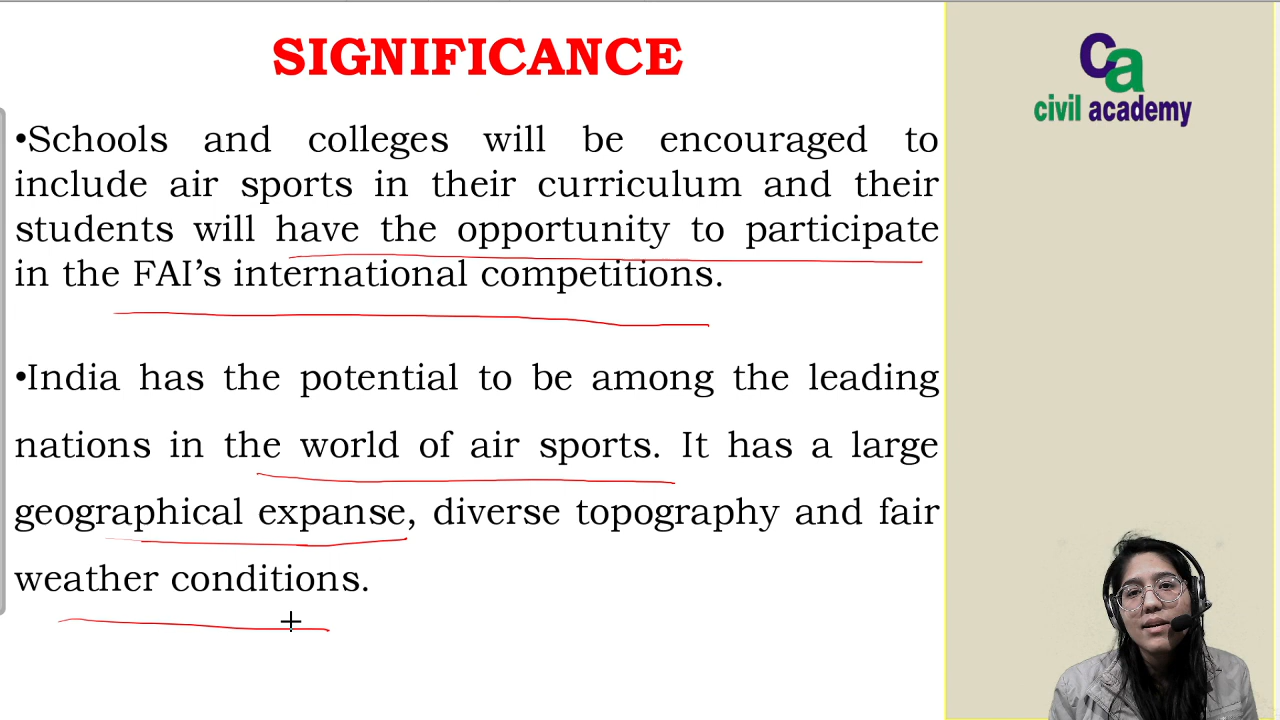 SIGNIFICANCE
•Schools and colleges will be encouraged to
include air sports in their curriculum and their
students will have the opportunity to participate
in the FAI’s international competitions.
•India has the potential to be among the leading
nations in the world of air sports. It has a large
geographical expanse, diverse topography and fair
weather conditions.
ca
civil academy